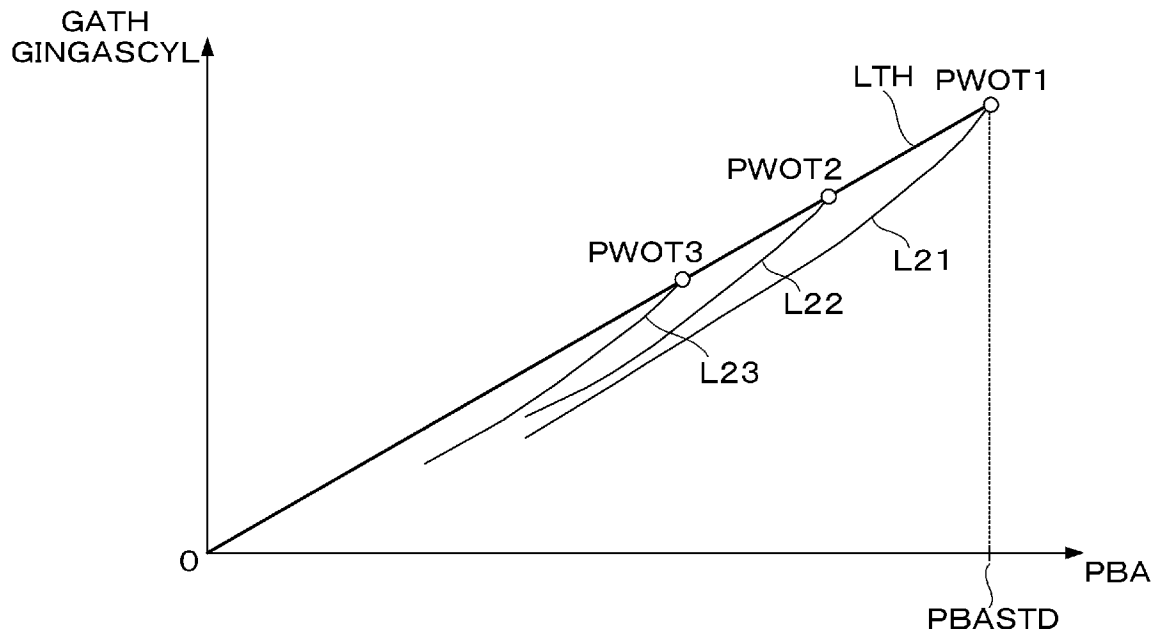 GATH
GINGASCYL
LTH
PWOT1
PWOT2
PWOT3
L21
L22
L23
0
PBA
PBASTD